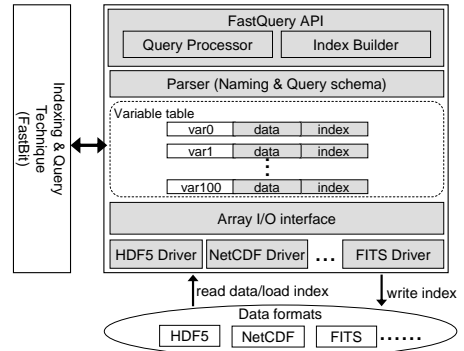 FastQuery API
Query Processor
Index Builder
Parser (Naming & Query schema)
Indexing & Query
Technique
(FastBit)
Variable table
var0 data index
var1 data index
⋮
var100 data index
Array I/O interface
HDF5 Driver NetCDF Driver ... FITS Driver
read data/load index
write index
Data formats
HDF5 NetCDF FITS ......